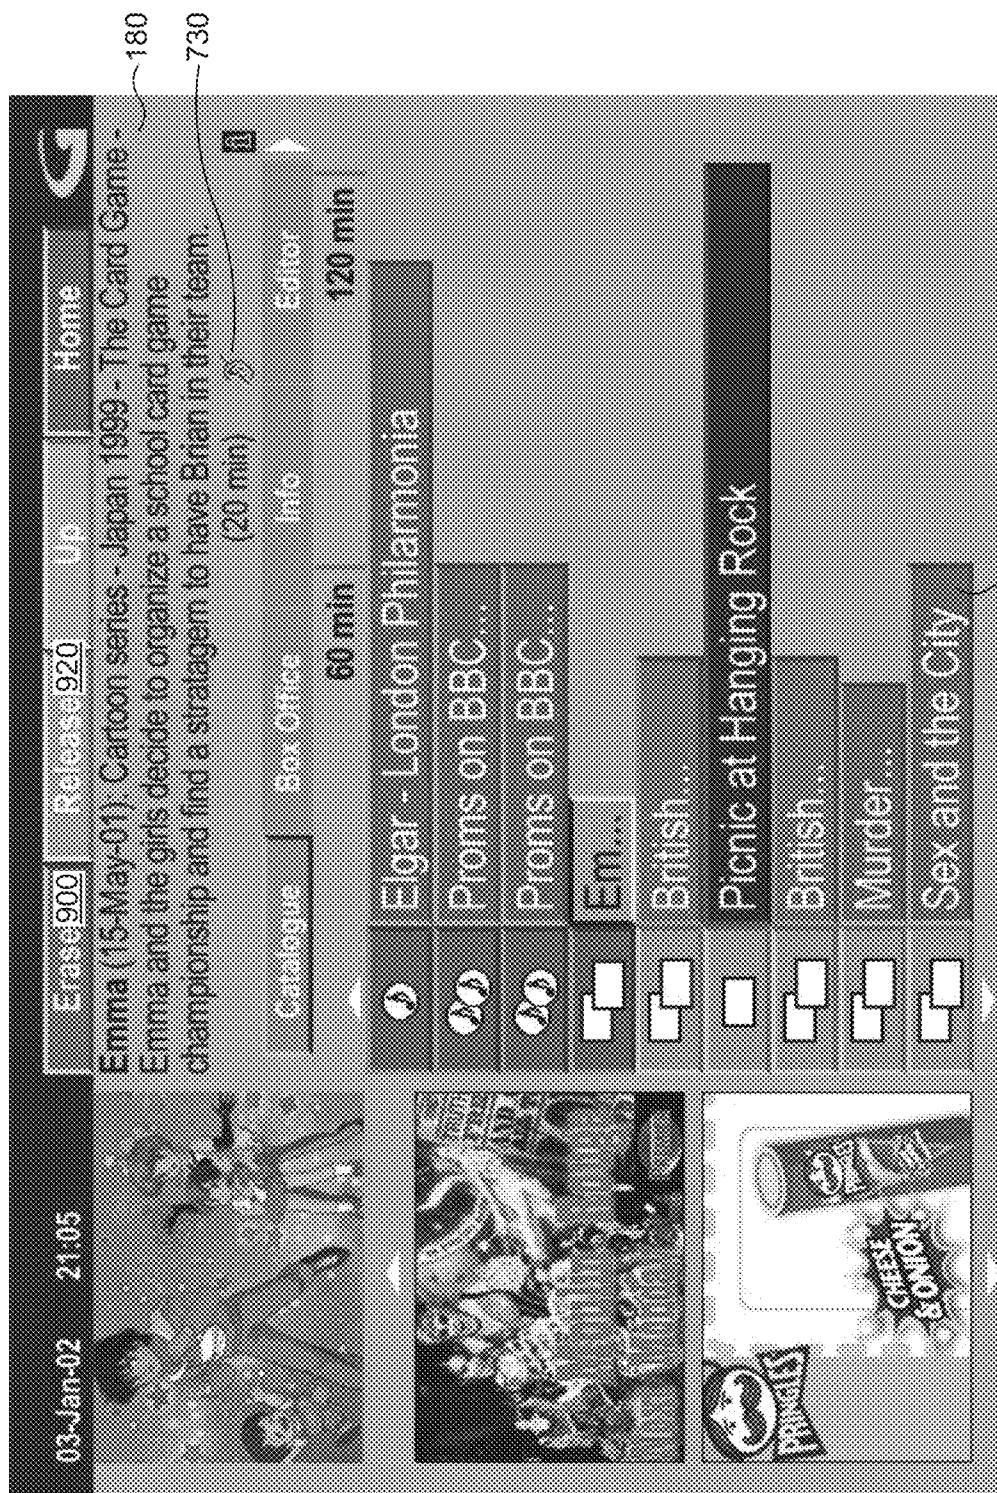 03-Jan-02 21:05
Erase 900 Release 920 Up Home
Emma (15-May-01). Cartoon series - Japan 1999 - The Card Game -
Emma and the girls decide to organize a school card game
championship and find a stratagem to have Brian in their team.
(20 min)
180
730
Catalogue Box Office Info Editor
60 min 120 min
Elgar - London Philarmonia
Proms on BBC....
Proms on BBC....
Em....
British...
Picnic at Hanging Rock
British...
Murder...
Sex and the City
PRINGLES
CHEESE
& ONION